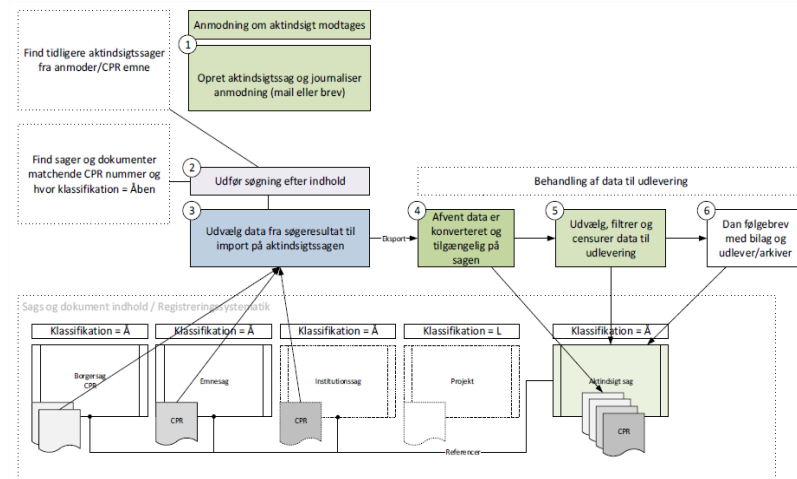 Anmodning om aktindsigt modtages
1
Find tidligere aktindsigtssager
fra anmoder/CPR emne
Opret aktindsigtssag og journaliser
anmodning (mail eller brev)
Find sager og dokumenter
matchende CPR nummer og
hvor klassifikation = Åben
2
Udfør søgning efter indhold
Behandling af data til udlevering
3
Udvælg data fra søgeresultat til
import på aktindsigtssagen
Eksport
4
Afvent data er
konverteret og
tilgængelig på
sagen
5
Udvælg, filtrer og
censurer data til
udlevering
6
Dan følgebrev
med bilag og
udlever/arkiver
Sags og dokument indhold / Registreringssystematik
Klassifikation = Å
Klassifikation = Å
Klassifikation = Å
Klassifikation = L
Klassifikation = Å
Borgersag
CPR
Emnesag
Institutionssag
Projekt
Aktindsigt sag
CPR
CPR
CPR
Referencer